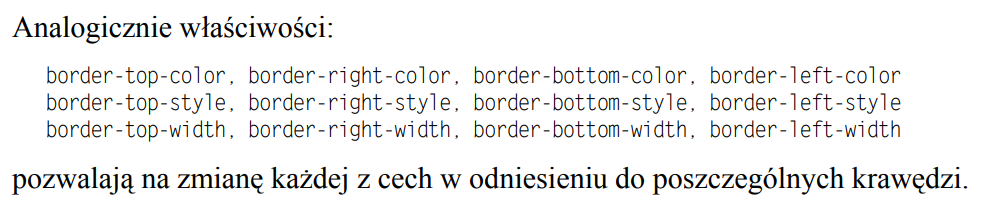 Analogicznie właściwości:
border-top-color, border-right-color, border-bottom-color, border-left-color
border-top-style, border-right-style, border-bottom-style, border-left-style
border-top-width, border-right-width, border-bottom-width, border-left-width
pozwalają na zmianę każdej z cech w odniesieniu do poszczególnych krawędzi.